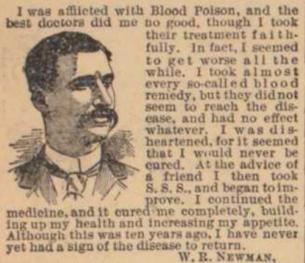 I was afflicted with Blood Poison, and the
best doctors did me no good, though I took
their treatment faith-
fully. In fact, I seemed
to get worse all the
while. I took almost
every so-called blood
remedy, but they did not
seem to reach the dis-
ease, and had no effect
whatever. I was dis-
heartened, for it seemed
that I would never be
cured. At the advice of
a friend I then took
S. S. S., and began to im-
prove. I continued the
medicine, and it cured me completely, build-
ing up my health and increasing my appetite.
Although this was ten years ago, I have never
yet had a sign of the disease to return.
W. R. NEWMAN,